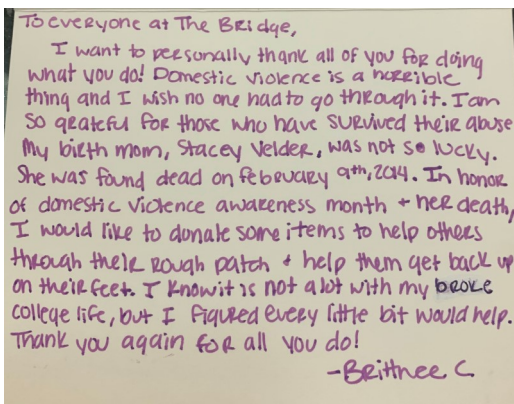 To everyone at The Bridge,
I want to personally thank all of you for doing
what you do! Domestic violence is a horrible
thing and I wish no one had to go through it. I am
so grateful for those who have survived their abuse
My birth mom, Stacey Velder, was not so lucky.
She was found dead on february 9th, 2014. In honor
of domestic violence awareness month + her death,
I would like to donate some items to help others
through their rough patch + help them get back up
on their feet. I know it is not alot with my broke
college life, but I figured every little bit would help.
Thank you again for all you do!
-Brittnee C